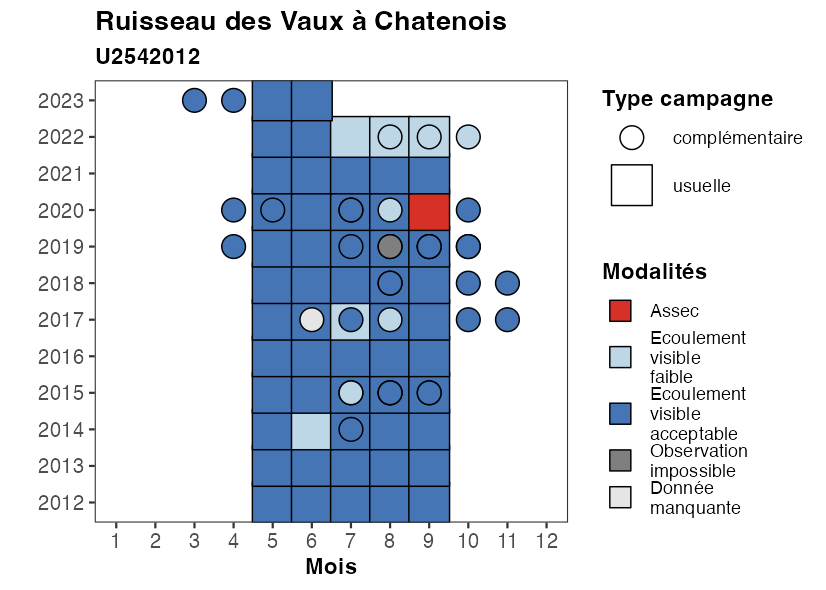 Ruisseau des Vaux à Chatenois
U2542012
2023
2022
2021
2020
2019
2018
2017
2016
2015
2014
2013
2012
1 2 3 4 5 6 7 8 9 10 11 12
Mois
Type campagne
complémentaire
usuelle
Modalités
Assec
Ecoulement
visible
faible
Ecoulement
visible
acceptable
Observation
impossible
Donnée
manquante